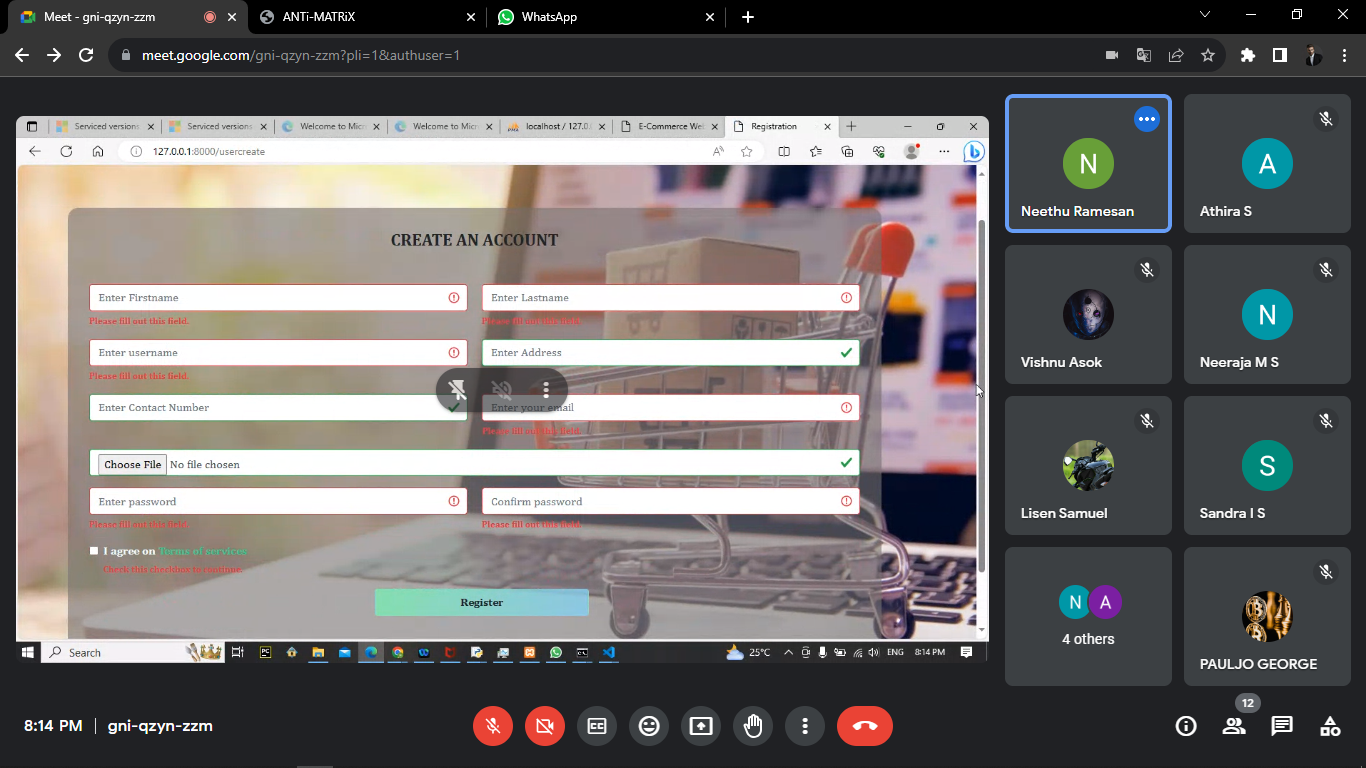 Meet - gni-qzyn-zzm
ANTi-MATRiX
WhatsApp
meet.google.com/gni-qzyn-zzm?pli=1&authuser=1
Serviced versions
Serviced versions
Welcome to Micr
Welcome to Micr
localhost / 127.0.
E-Commerce Wel
Registration
127.0.0.1:8000/usercreate
CREATE AN ACCOUNT
Enter Firstname
Enter Lastname
Please fill out this field.
Please fill out this field.
Enter username
Enter Address
Please fill out this field.
Enter Contact Number
Enter your email
Please fill out this field.
Choose File No file chosen
Enter password
Confirm password
Please fill out this field.
Please fill out this field.
I agree on Terms of services
Check this checkbox to continue.
Register
Search
25°C
ENG
8:14 PM
N
Neethu Ramesan
A
Athira S
Vishnu Asok
N
Neeraja M S
Lisen Samuel
S
Sandra I S
N A
4 others
PAULJO GEORGE
8:14 PM | gni-qzyn-zzm
CC
12